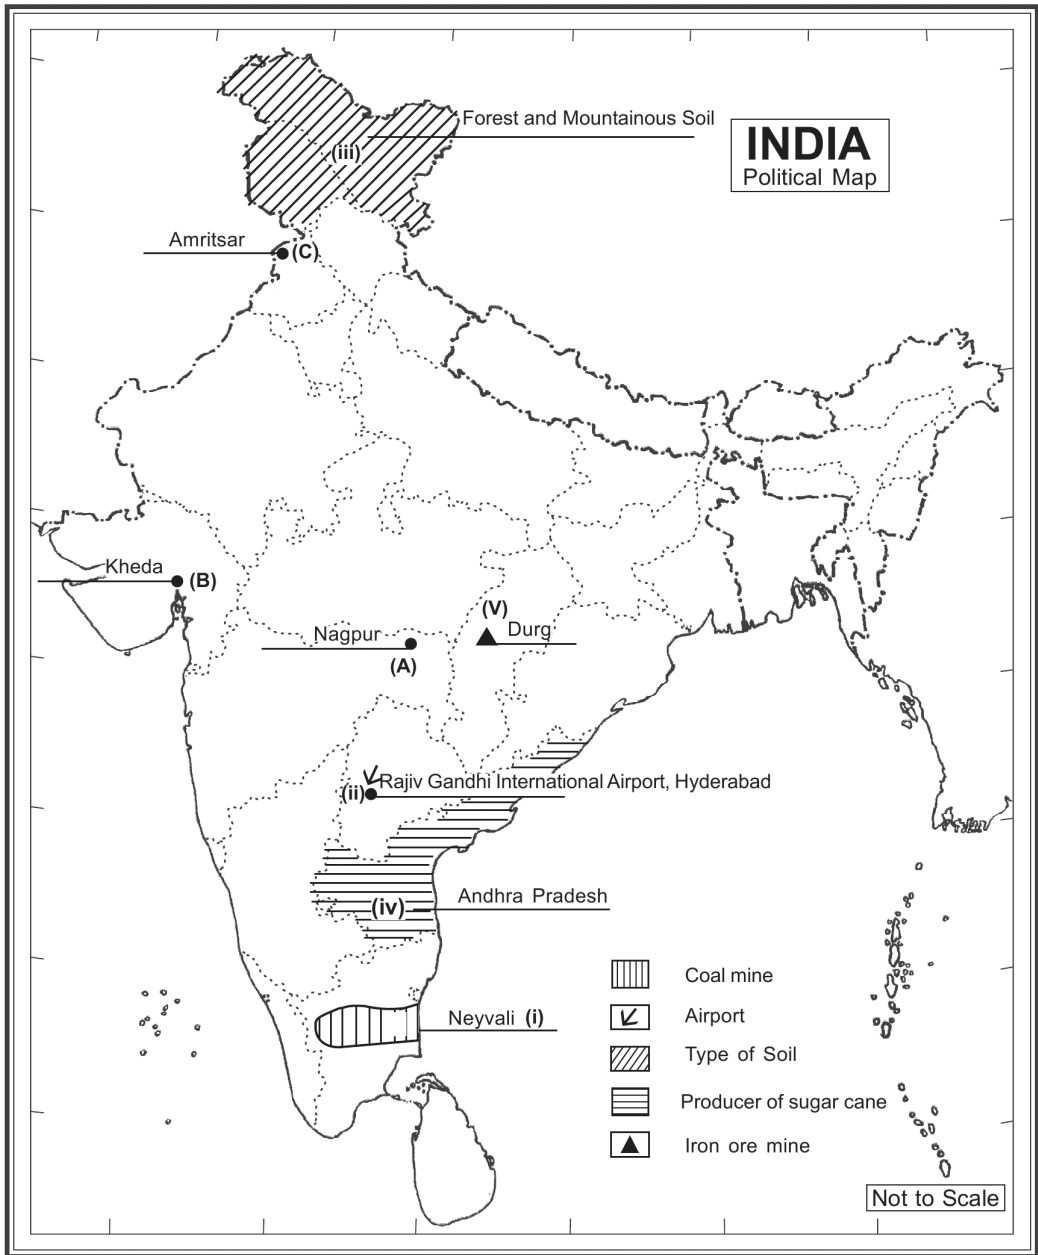 Forest and Mountainous Soil
INDIA
Political Map
(iii)
Amritsar
(C)
Kheda
(B)
(V)
Nagpur
Durg
(A)
Rajiv Gandhi International Airport, Hyderabad
(ii)
Andhra Pradesh
(iv)
Coal mine
Neyvali (i)
Airport
Type of Soil
Producer of sugar cane
Iron ore mine
Not to Scale